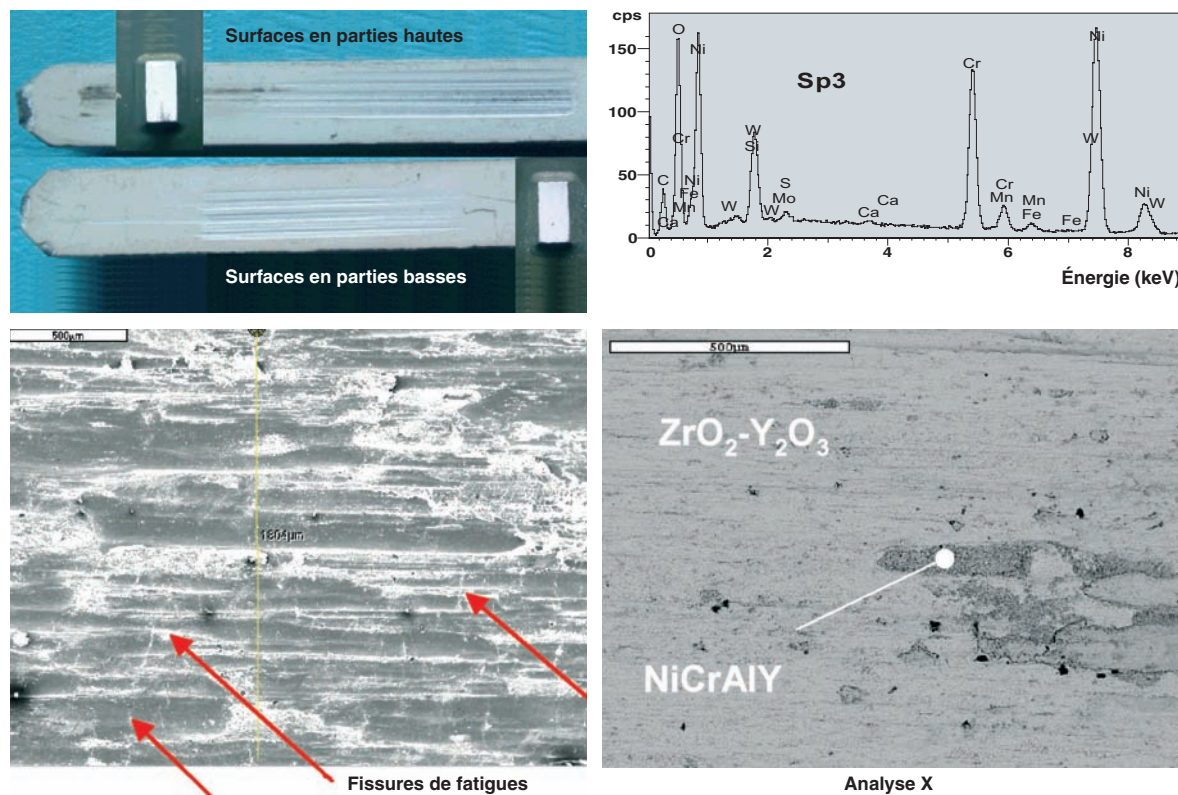 Surfaces en parties hautes
Surfaces en parties basses
cps
150
100
50
0
O
Ni
Cr
C
Ni
Fe
Mn
Ca
W
Si
W
W
S
Mo
Ca
Ca
Sp3
Cr
Cr
Mn
Mn
Fe
Fe
Ni
W
Ni
W
0
2
4
6
8
Énergie (keV)
500µm
1804µm
Fissures de fatigues
500µm
ZrO₂-Y₂O₃
NiCrAlY
Analyse X